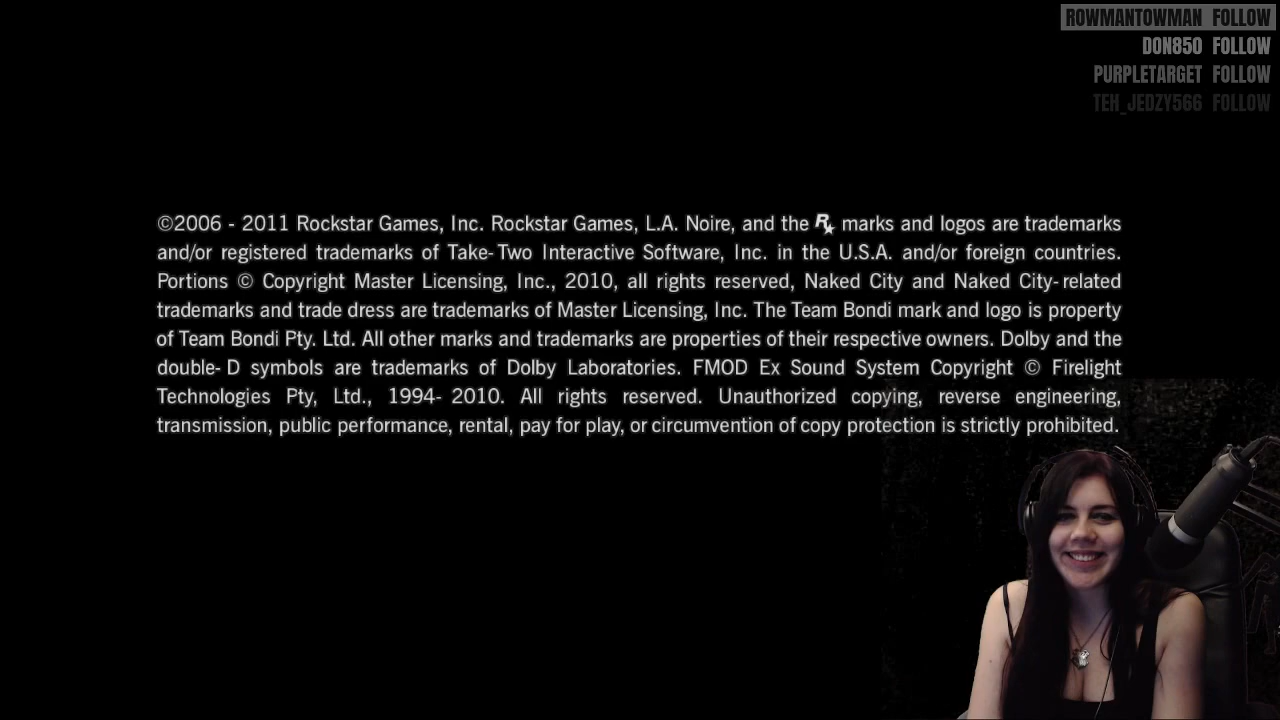 ROWMANTOWMAN FOLLOW
DON850 FOLLOW
PURPLETARGET FOLLOW
TEH_JEDZY566 FOLLOW
©2006 - 2011 Rockstar Games, Inc. Rockstar Games, L.A. Noire, and the R★ marks and logos are trademarks
and/or registered trademarks of Take-Two Interactive Software, Inc. in the U.S.A. and/or foreign countries.
Portions © Copyright Master Licensing, Inc., 2010, all rights reserved, Naked City and Naked City-related
trademarks and trade dress are trademarks of Master Licensing, Inc. The Team Bondi mark and logo is property
of Team Bondi Pty. Ltd. All other marks and trademarks are properties of their respective owners. Dolby and the
double-D symbols are trademarks of Dolby Laboratories. FMOD Ex Sound System Copyright © Firelight
Technologies Pty, Ltd., 1994-2010. All rights reserved. Unauthorized copying, reverse engineering,
transmission, public performance, rental, pay for play, or circumvention of copy protection is strictly prohibited.